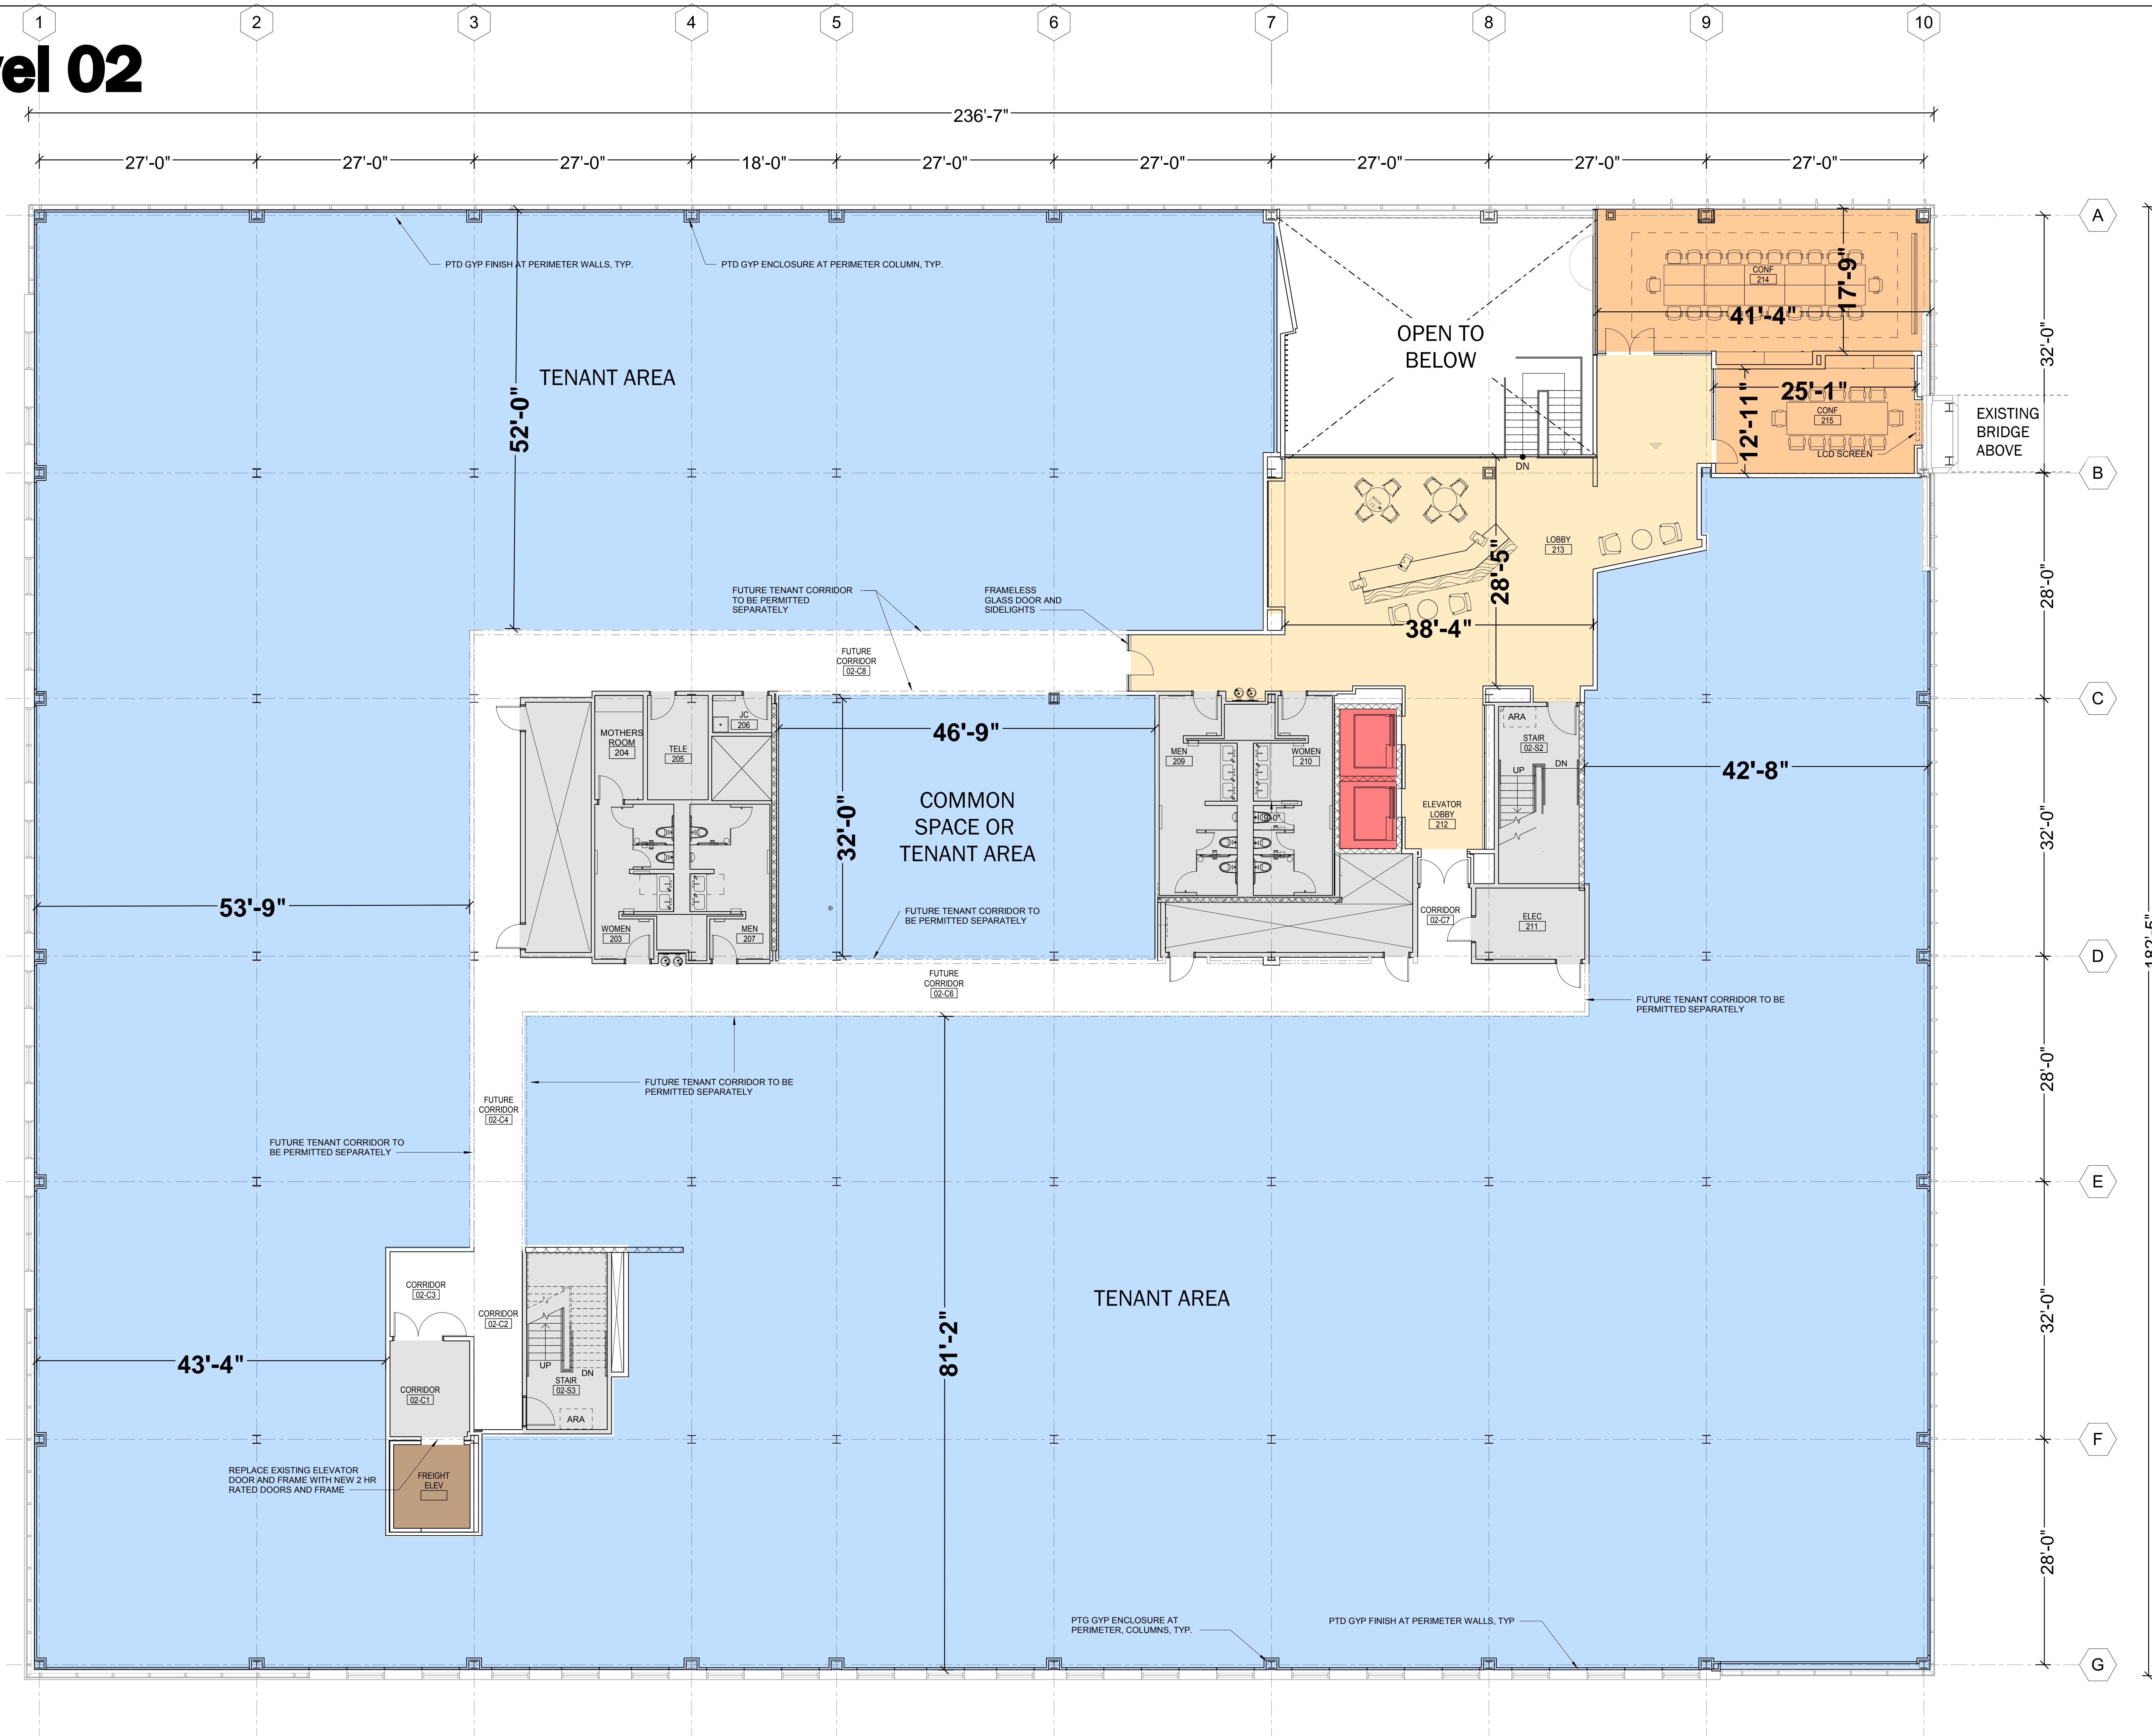 1 2 3 4 5 6 7 8 9 10
vel 02
236'-7"
27'-0" 27'-0" 27'-0" 18'-0" 27'-0" 27'-0" 27'-0" 27'-0" 27'-0"
A
PTD GYP FINISH AT PERIMETER WALLS, TYP.
PTD GYP ENCLOSURE AT PERIMETER COLUMN, TYP.
CONF
214
17'-9"
41'-4"
OPEN TO
BELOW
32'-0"
TENANT AREA
52'-0"
25'-1"
12'-11"
CONF
215
LCD SCREEN
EXISTING
BRIDGE
ABOVE
DN
B
LOBBY
213
28'-5"
38'-4"
28'-0"
FUTURE TENANT CORRIDOR
TO BE PERMITTED
SEPARATELY
FRAMELESS
GLASS DOOR AND
SIDELIGHTS
FUTURE
CORRIDOR
02-C8
C
MOTHERS
ROOM
204
TELE
205
JC
206
46'-9"
32'-0"
COMMON
SPACE OR
TENANT AREA
MEN
209
WOMEN
210
ELEVATOR
LOBBY
212
ARA
STAIR
02-S2
UP
DN
42'-8"
32'-0"
53'-9"
WOMEN
203
MEN
207
FUTURE TENANT CORRIDOR TO
BE PERMITTED SEPARATELY
CORRIDOR
02-C7
ELEC
211
D
FUTURE
CORRIDOR
02-C6
FUTURE TENANT CORRIDOR TO BE
PERMITTED SEPARATELY
182'-5"
28'-0"
FUTURE TENANT CORRIDOR TO BE
PERMITTED SEPARATELY
FUTURE
CORRIDOR
02-C4
FUTURE TENANT CORRIDOR TO
BE PERMITTED SEPARATELY
E
CORRIDOR
02-C3
CORRIDOR
02-C2
TENANT AREA
81'-2"
32'-0"
43'-4"
UP
DN
STAIR
02-S3
ARA
CORRIDOR
02-C1
F
REPLACE EXISTING ELEVATOR
DOOR AND FRAME WITH NEW 2 HR
RATED DOORS AND FRAME
FREIGHT
ELEV
28'-0"
PTG GYP ENCLOSURE AT
PERIMETER, COLUMNS, TYP.
PTD GYP FINISH AT PERIMETER WALLS, TYP
G